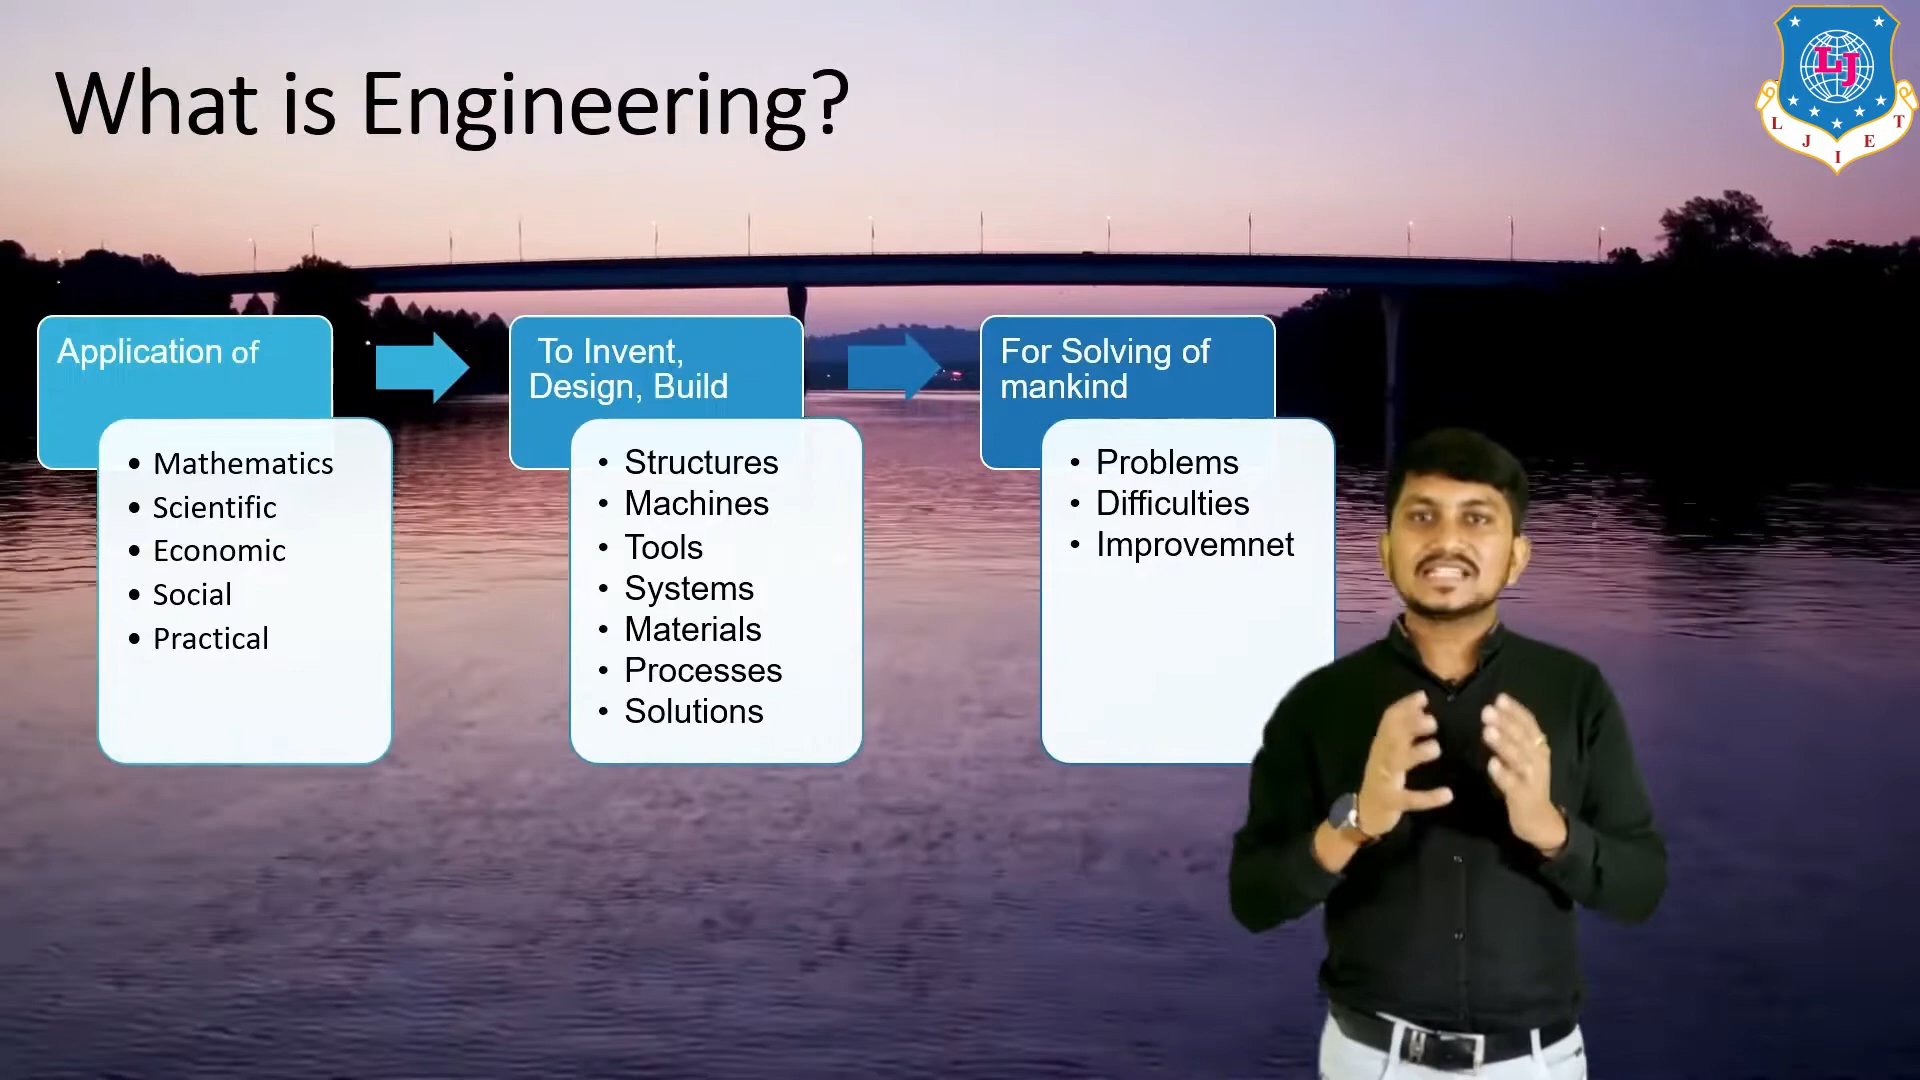 What is Engineering?
LJ
L J I E T
Application of
• Mathematics
• Scientific
• Economic
• Social
• Practical
To Invent,
Design, Build
• Structures
• Machines
• Tools
• Systems
• Materials
• Processes
• Solutions
For Solving of
mankind
• Problems
• Difficulties
• Improvemnet